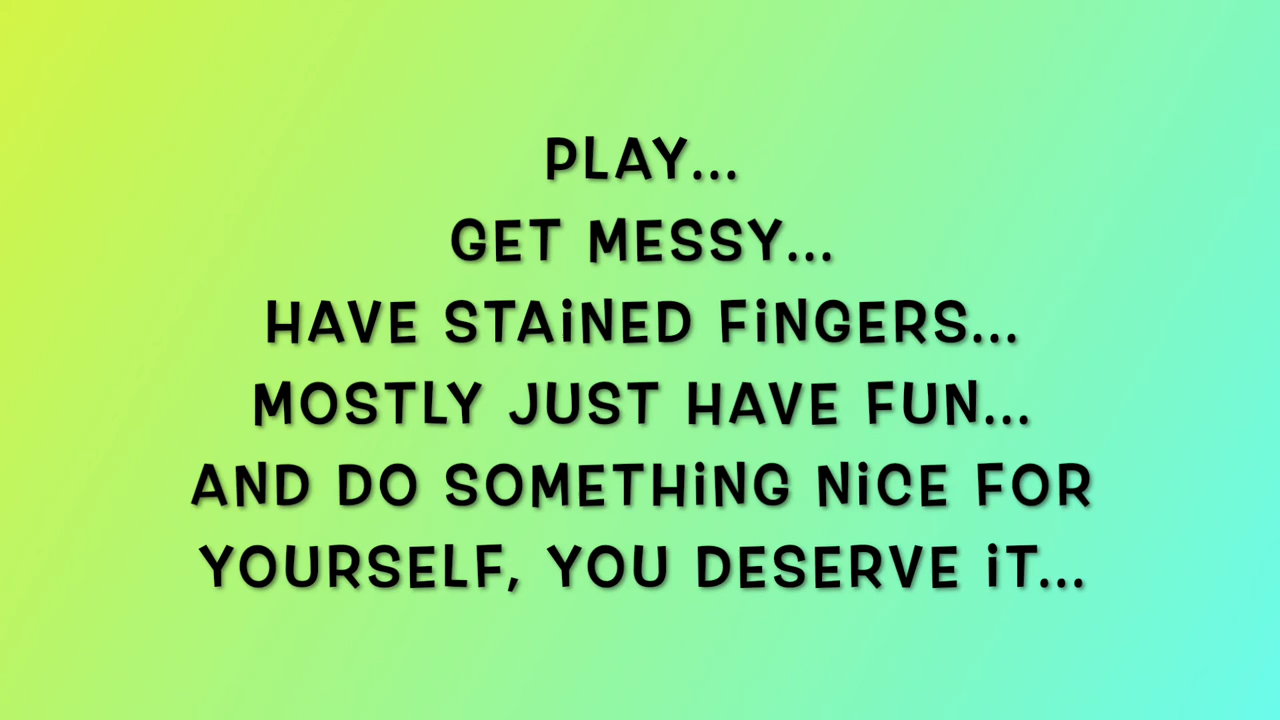 PLAY...
GET MESSY...
HAVE STAiNED FiNGERS...
MOSTLY JUST HAVE FUN...
AND DO SOMETHiNG NiCE FOR
YOURSELF, YOU DESERVE iT...